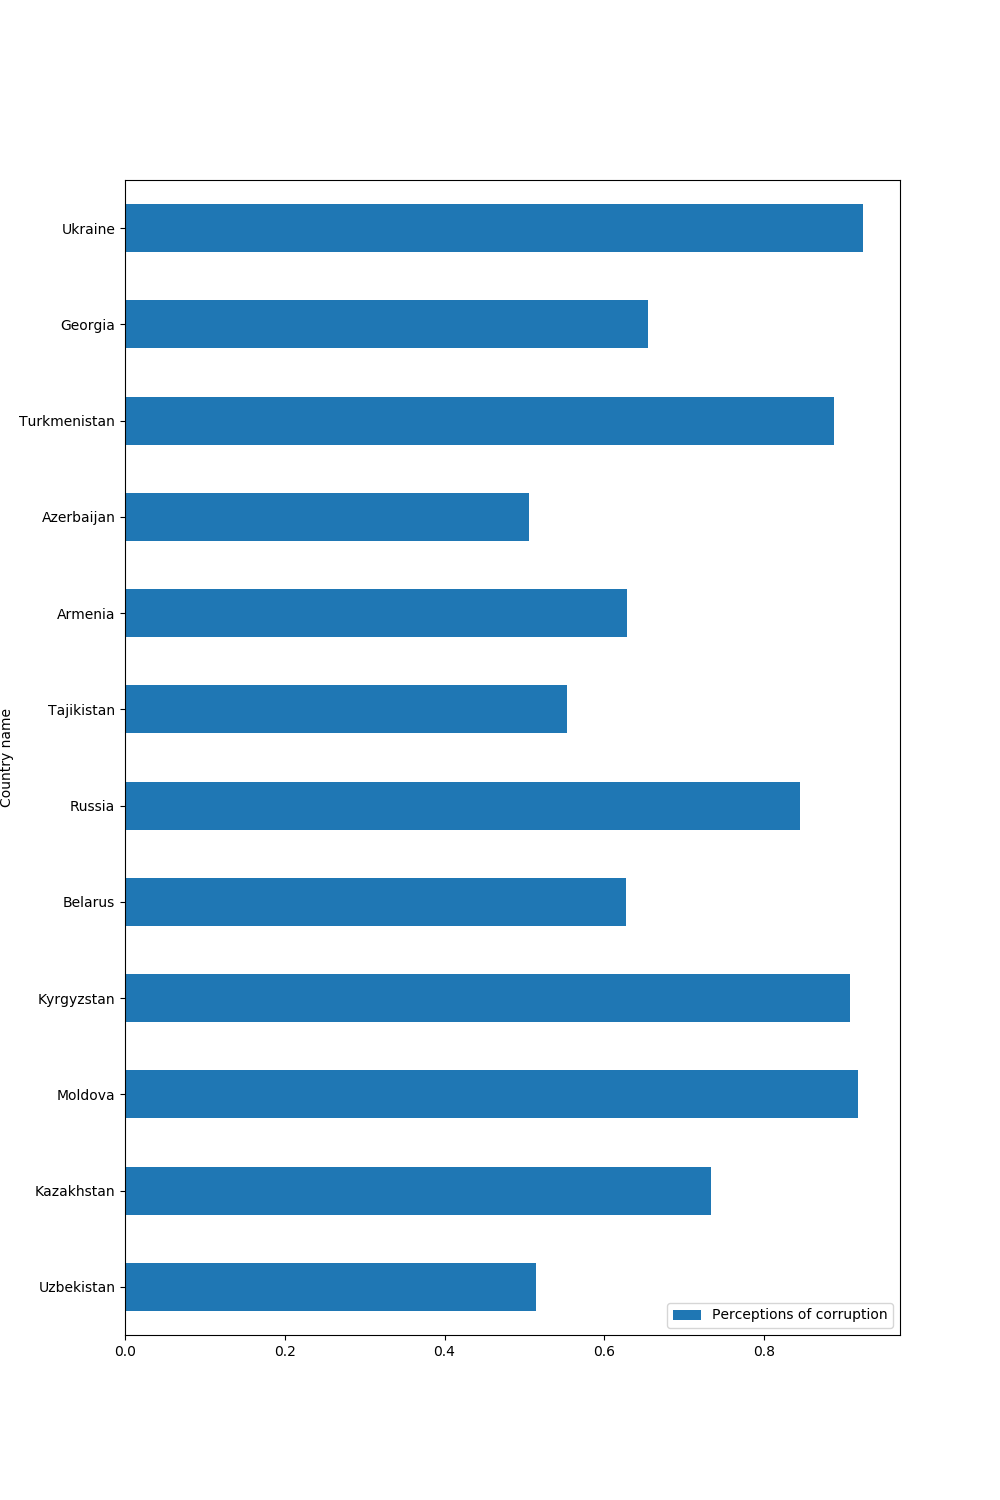 Ukraine
Georgia
Turkmenistan
Azerbaijan
Armenia
Tajikistan
Russia
Belarus
Kyrgyzstan
Moldova
Kazakhstan
Uzbekistan
Country name
Perceptions of corruption
0.0 0.2 0.4 0.6 0.8